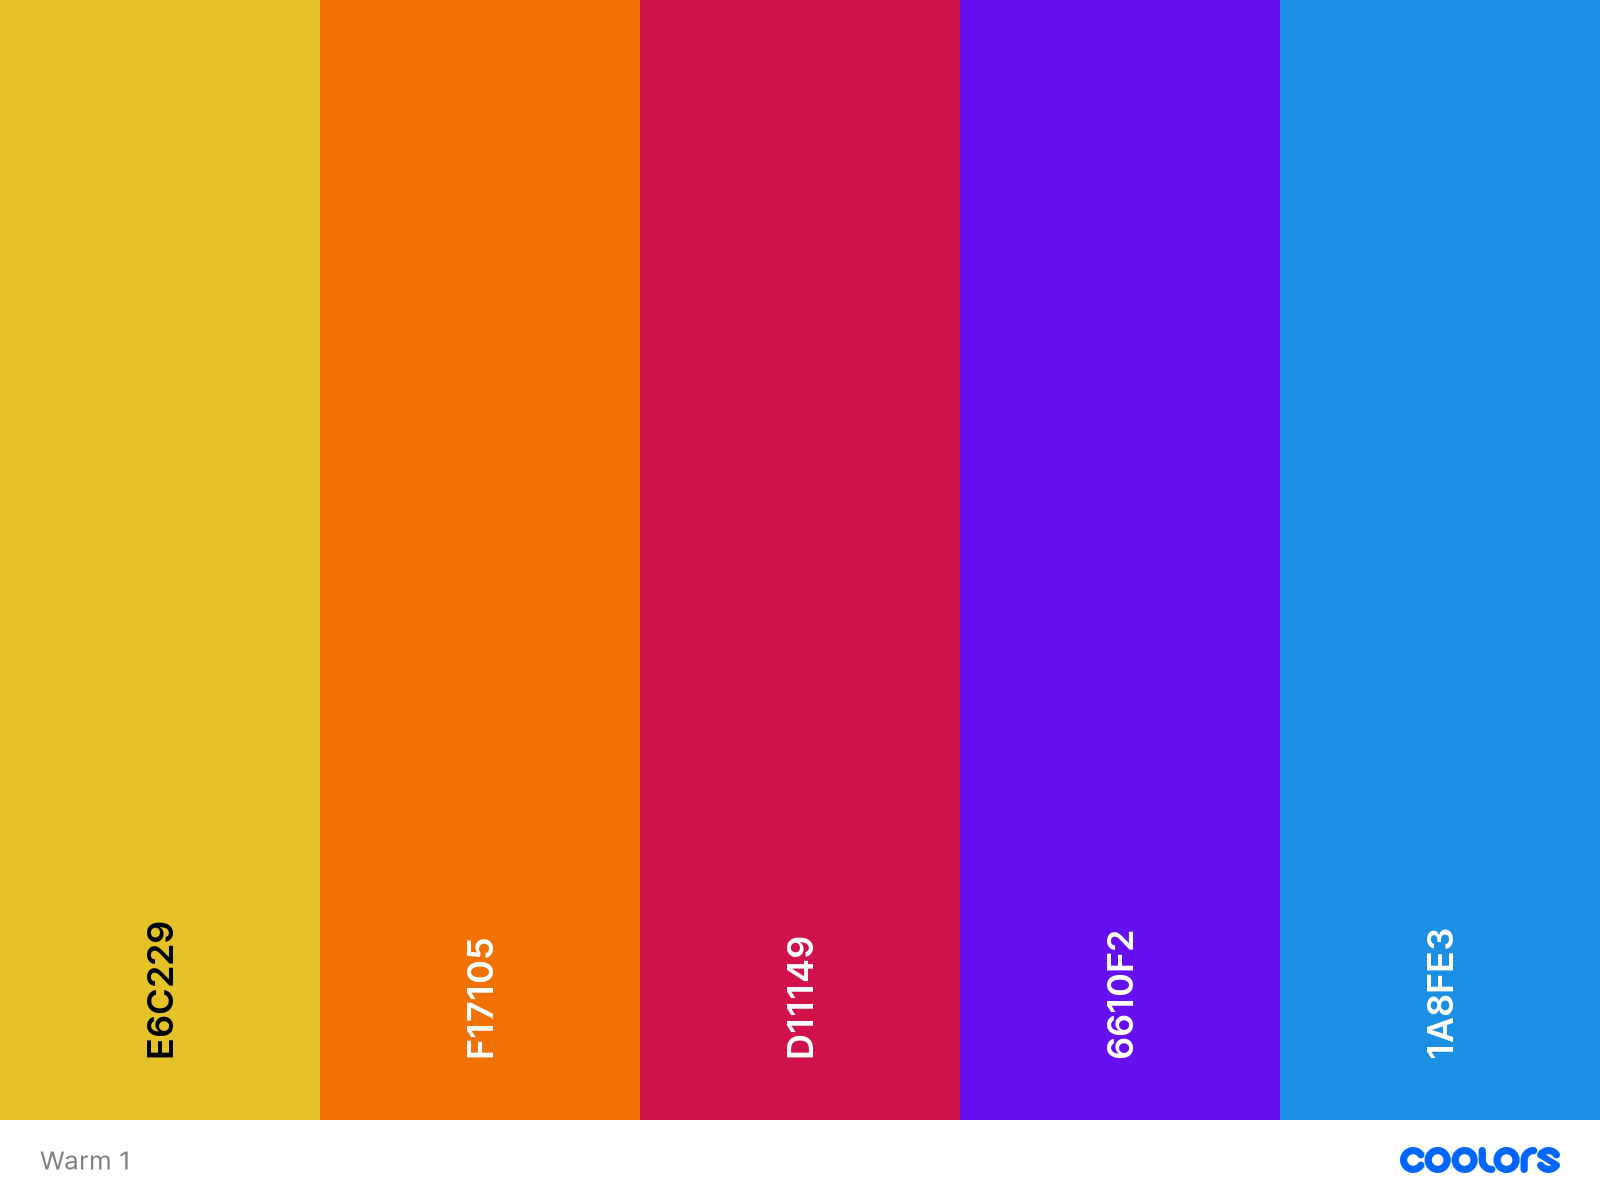 E6C229
F17105
D11149
6610F2
1A8FE3
Warm 1
coolors